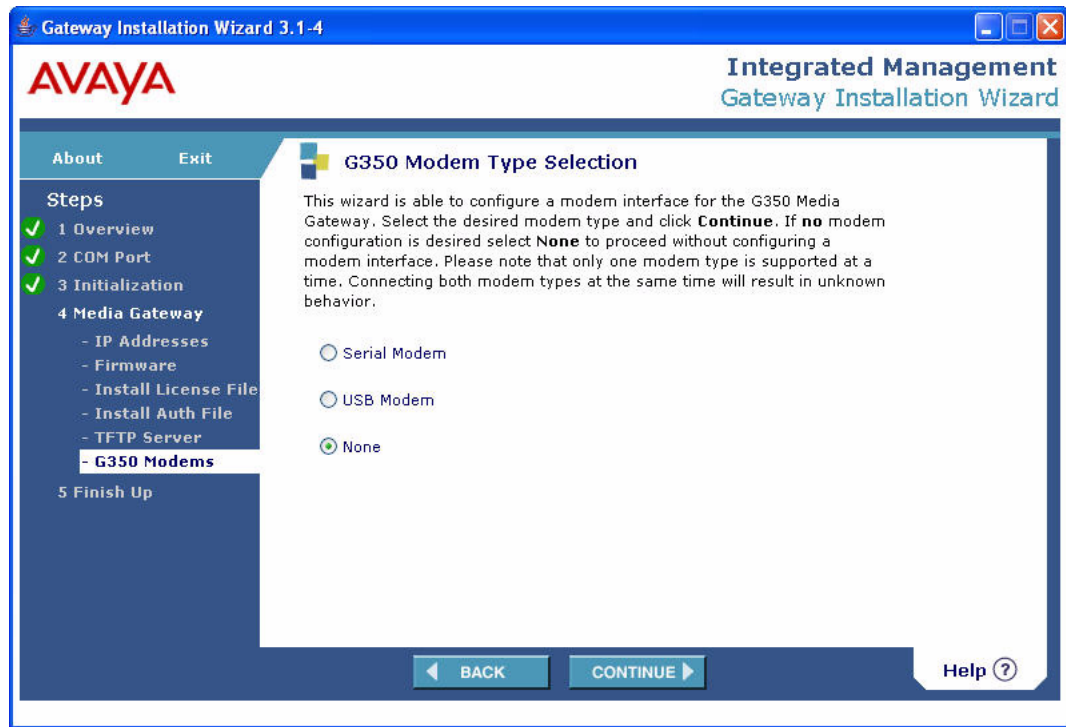 Gateway Installation Wizard 3.1-4
AVAYA
Integrated Management
Gateway Installation Wizard
About
Exit
Steps
1 Overview
2 COM Port
3 Initialization
4 Media Gateway
- IP Addresses
- Firmware
- Install License File
- Install Auth File
- TFTP Server
- G350 Modems
5 Finish Up
G350 Modem Type Selection
This wizard is able to configure a modem interface for the G350 Media
Gateway. Select the desired modem type and click Continue. If no modem
configuration is desired select None to proceed without configuring a
modem interface. Please note that only one modem type is supported at a
time. Connecting both modem types at the same time will result in unknown
behavior.
Serial Modem
USB Modem
None
BACK
CONTINUE
Help ?